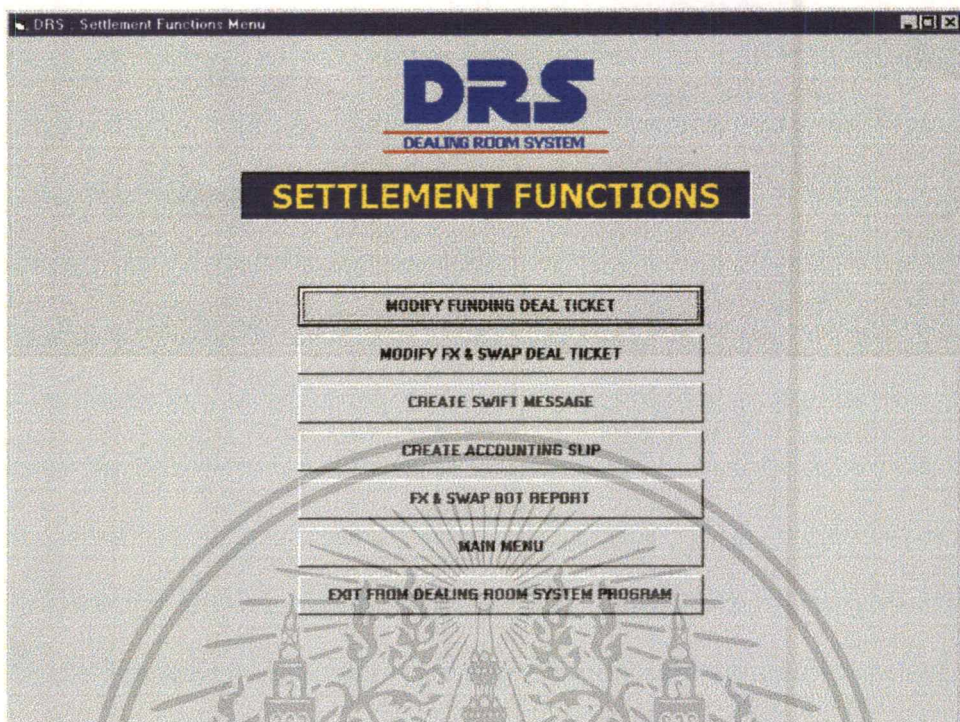 DRS : Settlement Functions Menu
DRS
DEALING ROOM SYSTEM
SETTLEMENT FUNCTIONS
MODIFY FUNDING DEAL TICKET
MODIFY FX & SWAP DEAL TICKET
CREATE SWIFT MESSAGE
CREATE ACCOUNTING SLIP
FX & SWAP BOT REPORT
MAIN MENU
EXIT FROM DEALING ROOM SYSTEM PROGRAM